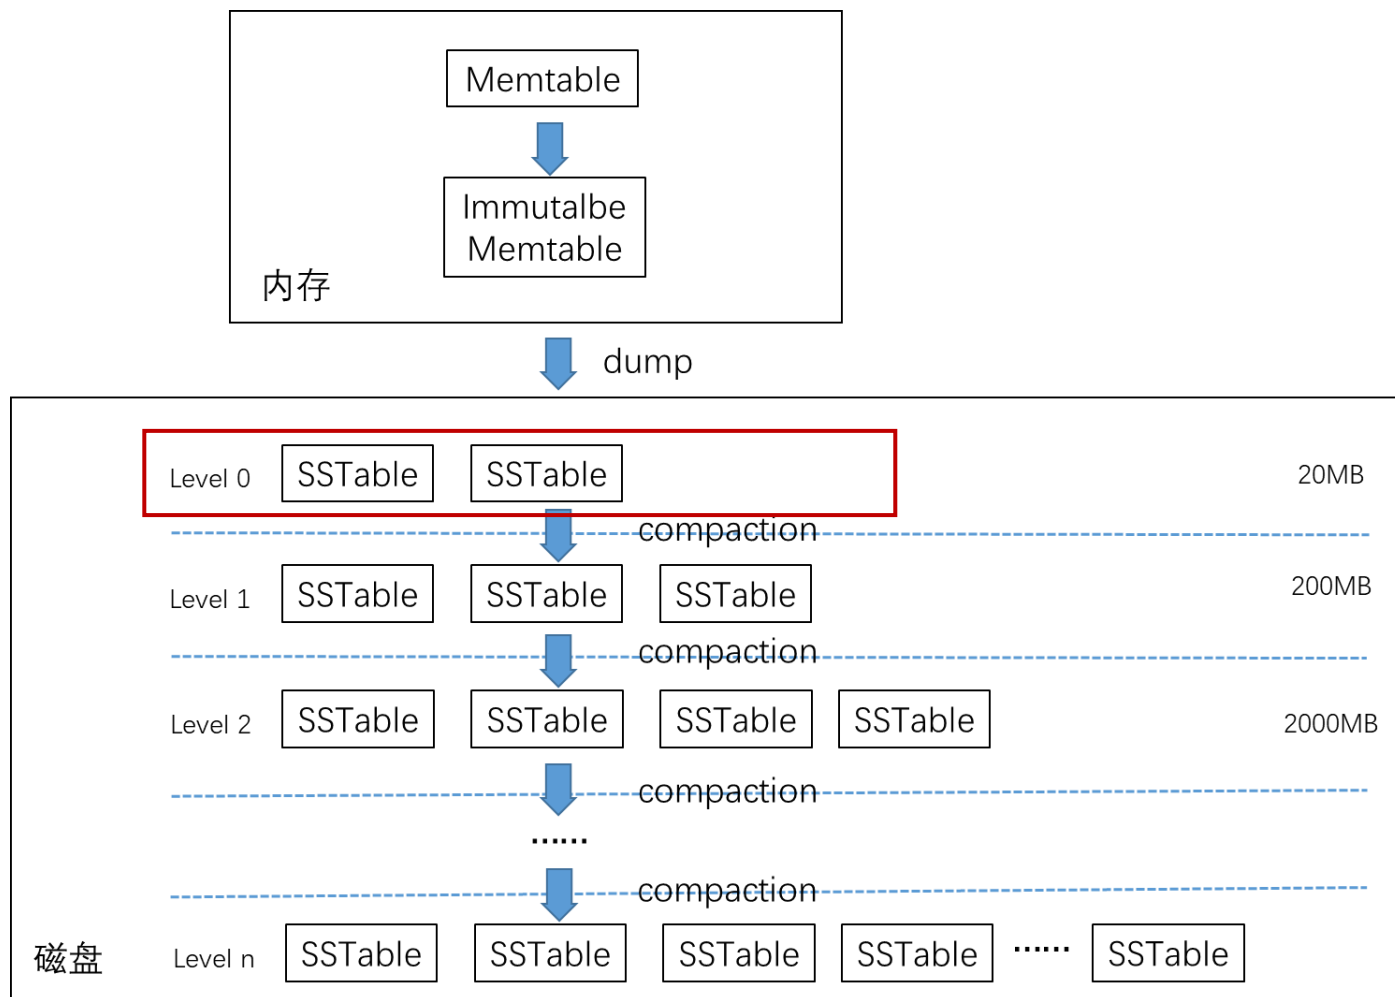 Memtable
Immutalbe
Memtable
内存
dump
Level 0 SSTable SSTable 20MB
compaction
Level 1 SSTable SSTable SSTable 200MB
compaction
Level 2 SSTable SSTable SSTable SSTable 2000MB
compaction
……
compaction
磁盘 Level n SSTable SSTable SSTable SSTable …… SSTable